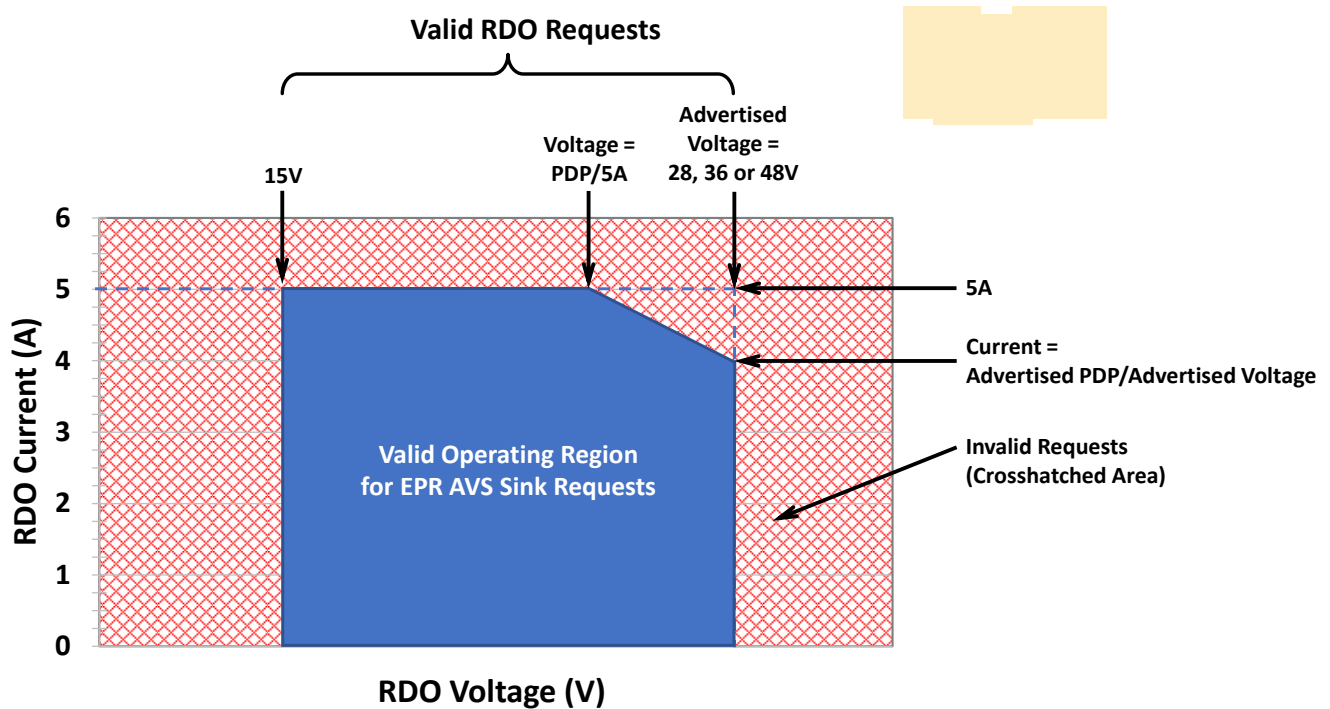 Valid RDO Requests
Advertised
Voltage =
28, 36 or 48V
Voltage =
PDP/5A
15V
6
5
4
3
2
1
0
RDO Current (A)
5A
Current =
Advertised PDP/Advertised Voltage
Invalid Requests
(Crosshatched Area)
Valid Operating Region
for EPR AVS Sink Requests
RDO Voltage (V)